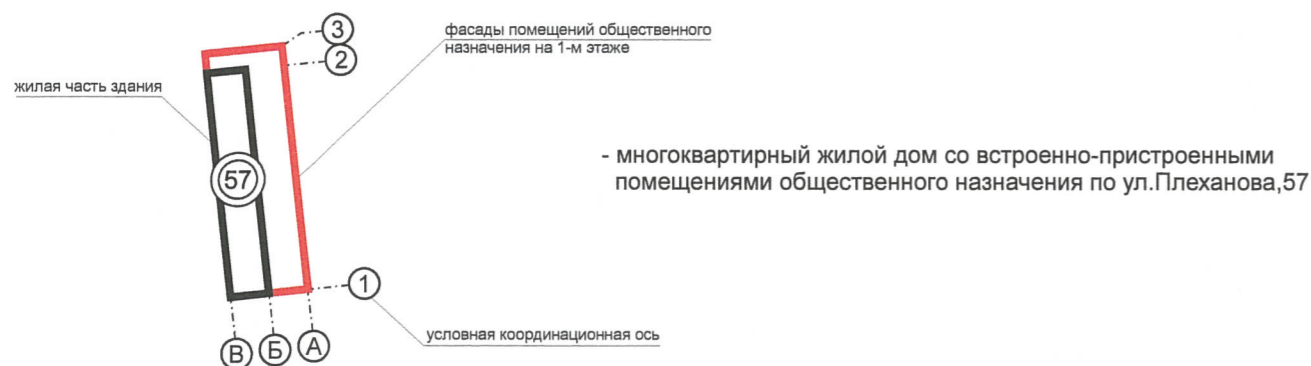 3
фасады помещений общественного
назначения на 1-м этаже
2
жилая часть здания
- многоквартирный жилой дом со встроенно-пристроенными
помещениями общественного назначения по ул.Плеханова,57
57
1
условная координационная ось
В Б А